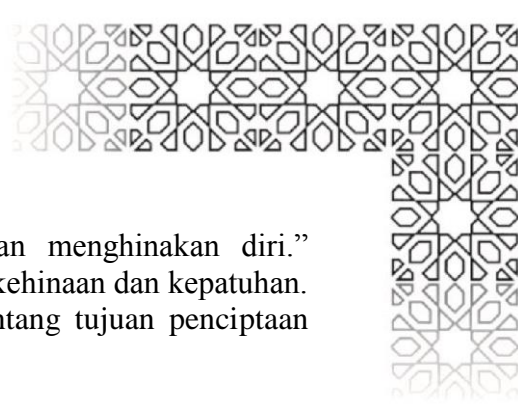 an menghinakan diri.”
kehinaan dan kepatuhan.
ntang tujuan penciptaan